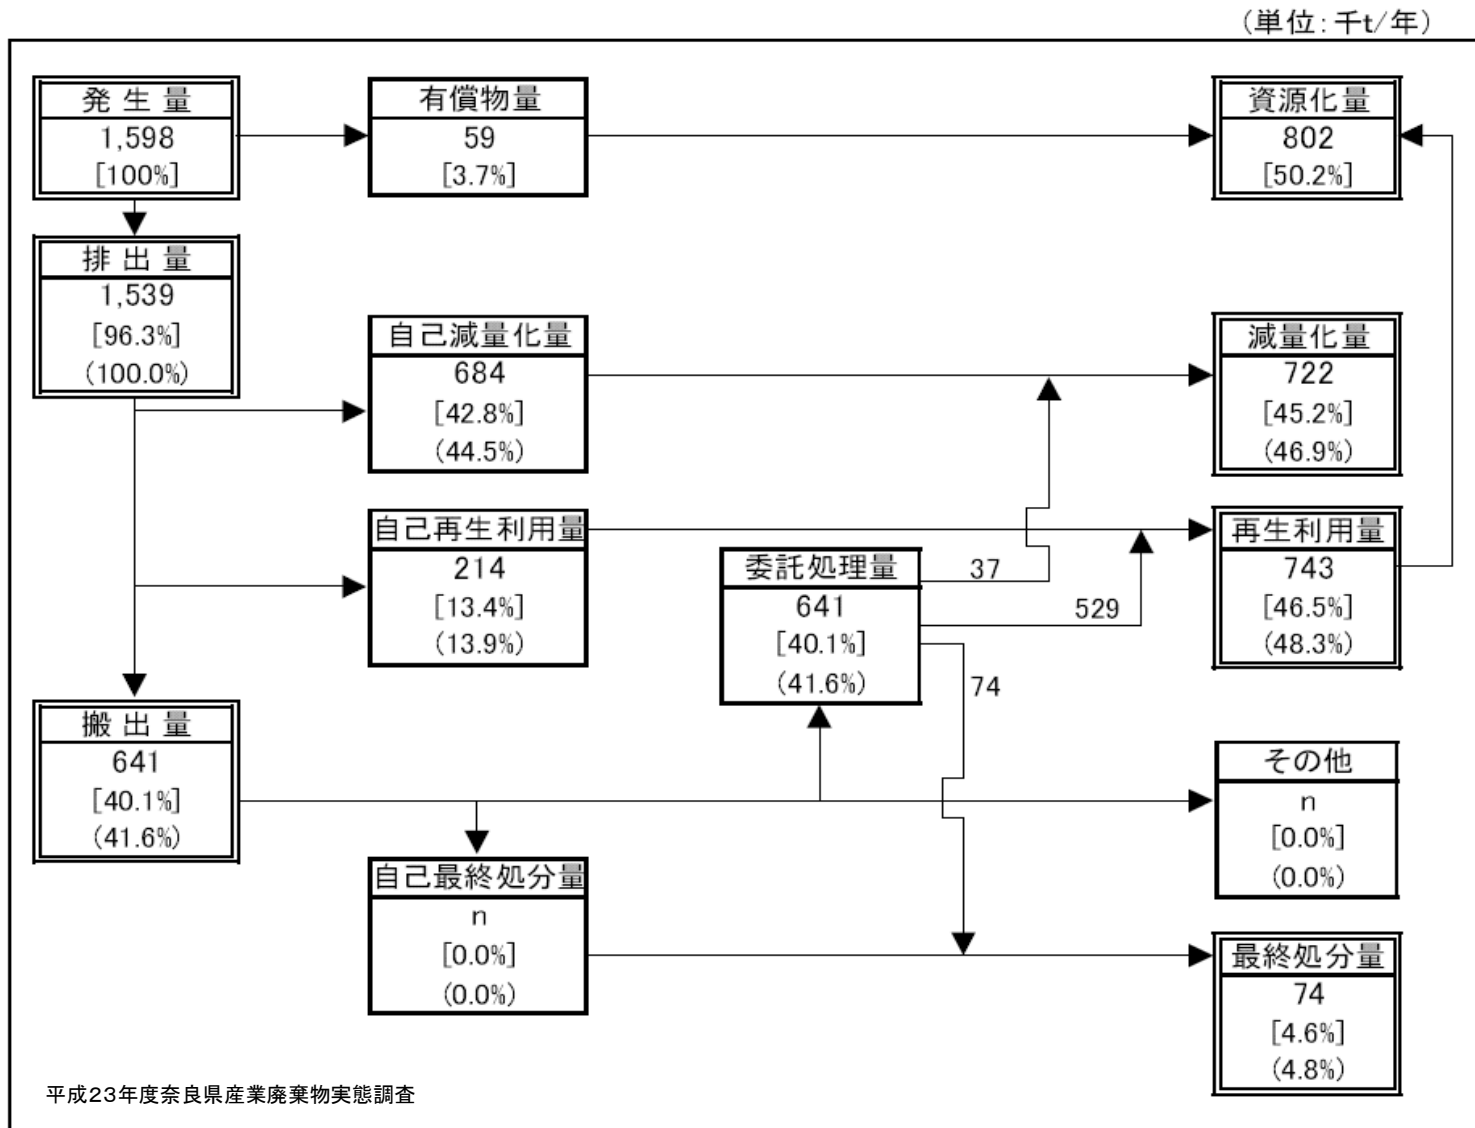 (単位:千t/年)
発生量
1,598
[100%]
有償物量
59
[3.7%]
資源化量
802
[50.2%]
排出量
1,539
[96.3%]
(100.0%)
自己減量化量
684
[42.8%]
(44.5%)
減量化量
722
[45.2%]
(46.9%)
自己再生利用量
214
[13.4%]
(13.9%)
委託処理量
641
[40.1%]
(41.6%)
37
529
74
再生利用量
743
[46.5%]
(48.3%)
搬出量
641
[40.1%]
(41.6%)
その他
n
[0.0%]
(0.0%)
自己最終処分量
n
[0.0%]
(0.0%)
最終処分量
74
[4.6%]
(4.8%)
平成23年度奈良県産業廃棄物実態調査